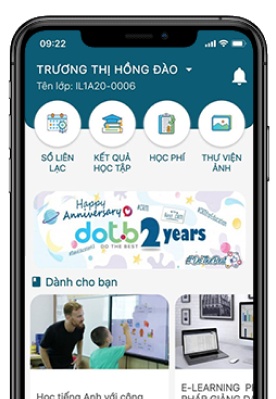 09:22
TRƯƠNG THỊ HỒNG ĐÀO
Tên lớp: IL1A20-0006
SỔ LIÊN LẠC
KẾT QUẢ HỌC TẬP
HỌC PHÍ
THƯ VIỆN ẢNH
Happy
Anniversary
dotb 2 years
DO THE BEST
Dành cho bạn
Học tiếng Anh với công
E-LEARNING
PHÁP GIẢNG